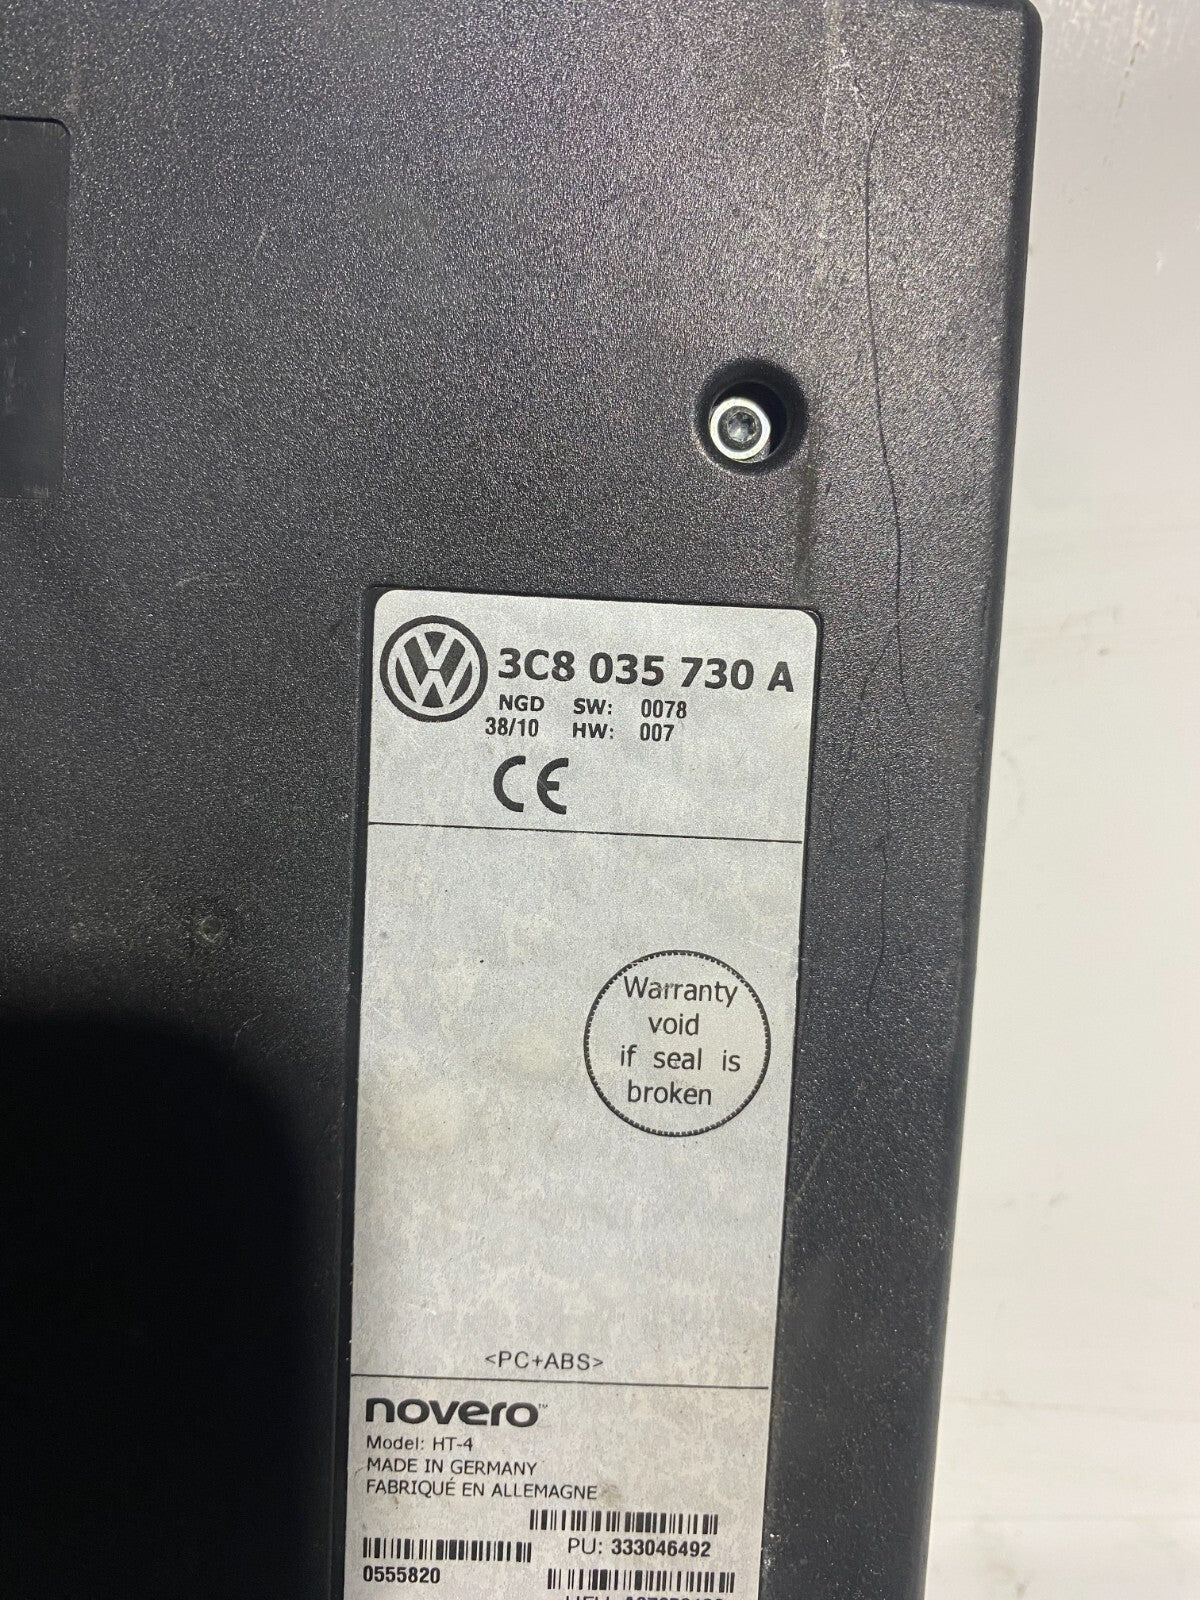 3C8 035 730 A
NGD SW: 0078
38/10 HW: 007
CE
Warranty
void
if seal is
broken
<PC+ABS>
novero™
Model: HT-4
MADE IN GERMANY
FABRIQUÉ EN ALLEMAGNE
PU: 333046492
0555820